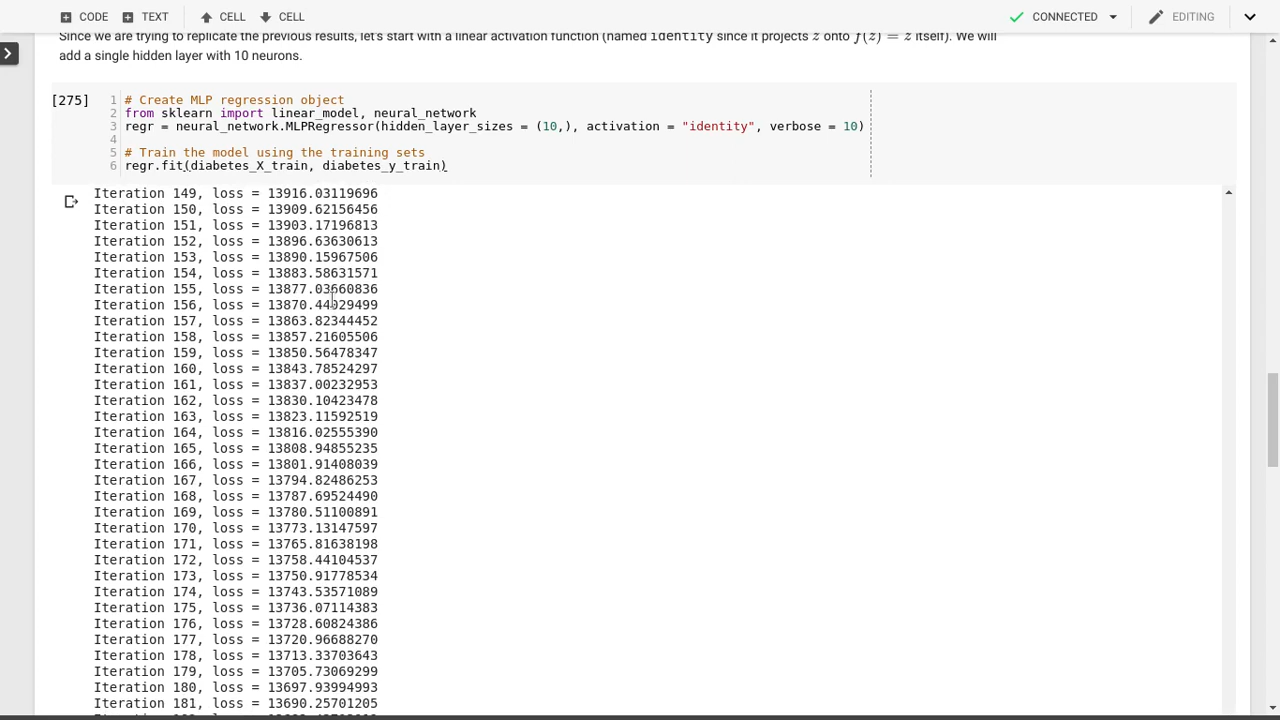 CODE TEXT CELL CELL CONNECTED EDITING
Since we are trying to replicate the previous results, let's start with a linear activation function (named identity since it projects z onto f(z) = z itself). We will
add a single hidden layer with 10 neurons.
[275] 1 # Create MLP regression object
2 from sklearn import linear_model, neural_network
3 regr = neural_network.MLPRegressor(hidden_layer_sizes = (10,), activation = "identity", verbose = 10)
4
5 # Train the model using the training sets
6 regr.fit(diabetes_X_train, diabetes_y_train)
Iteration 149, loss = 13916.03119696
Iteration 150, loss = 13909.62156456
Iteration 151, loss = 13903.17196813
Iteration 152, loss = 13896.63630613
Iteration 153, loss = 13890.15967506
Iteration 154, loss = 13883.58631571
Iteration 155, loss = 13877.03660836
Iteration 156, loss = 13870.44029499
Iteration 157, loss = 13863.82344452
Iteration 158, loss = 13857.21605506
Iteration 159, loss = 13850.56478347
Iteration 160, loss = 13843.78524297
Iteration 161, loss = 13837.00232953
Iteration 162, loss = 13830.10423478
Iteration 163, loss = 13823.11592519
Iteration 164, loss = 13816.02555390
Iteration 165, loss = 13808.94855235
Iteration 166, loss = 13801.91408039
Iteration 167, loss = 13794.82486253
Iteration 168, loss = 13787.69524490
Iteration 169, loss = 13780.51100891
Iteration 170, loss = 13773.13147597
Iteration 171, loss = 13765.81638198
Iteration 172, loss = 13758.44104537
Iteration 173, loss = 13750.91778534
Iteration 174, loss = 13743.53571089
Iteration 175, loss = 13736.07114383
Iteration 176, loss = 13728.60824386
Iteration 177, loss = 13720.96688270
Iteration 178, loss = 13713.33703643
Iteration 179, loss = 13705.73069299
Iteration 180, loss = 13697.93994993
Iteration 181, loss = 13690.25701205